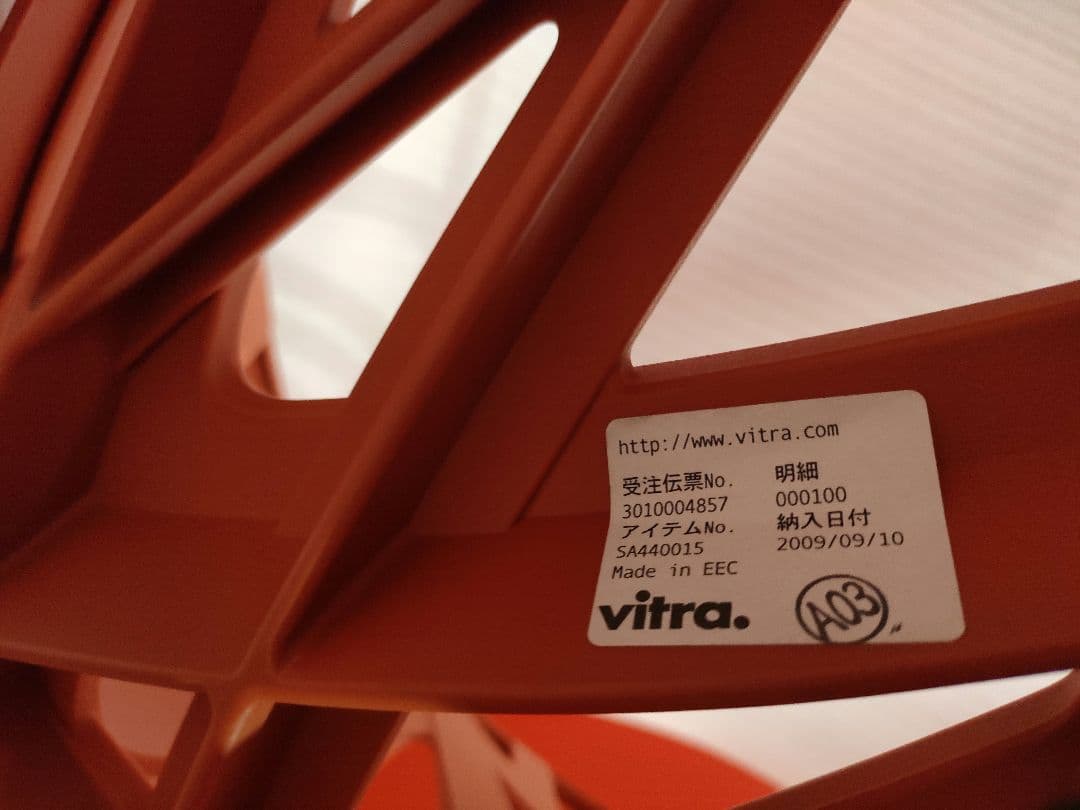 http://www.vitra.com
受注伝票No. 明細
3010004857 000100
アイテムNo. 納入日付
SA440015 2009/09/10
Made in EEC
vitra. A03